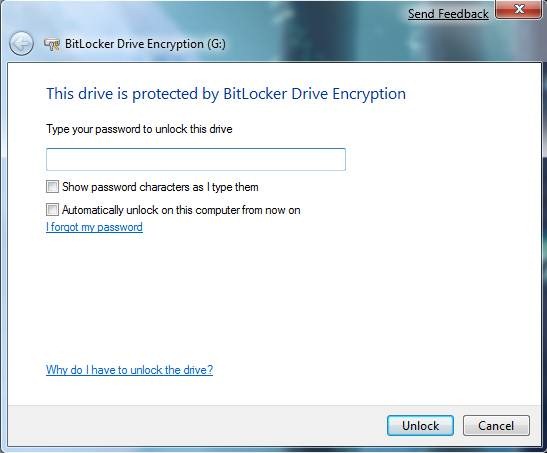 Send Feedback
BitLocker Drive Encryption (G:)
This drive is protected by BitLocker Drive Encryption
Type your password to unlock this drive
Show password characters as I type them
Automatically unlock on this computer from now on
I forgot my password
Why do I have to unlock the drive?
Unlock
Cancel